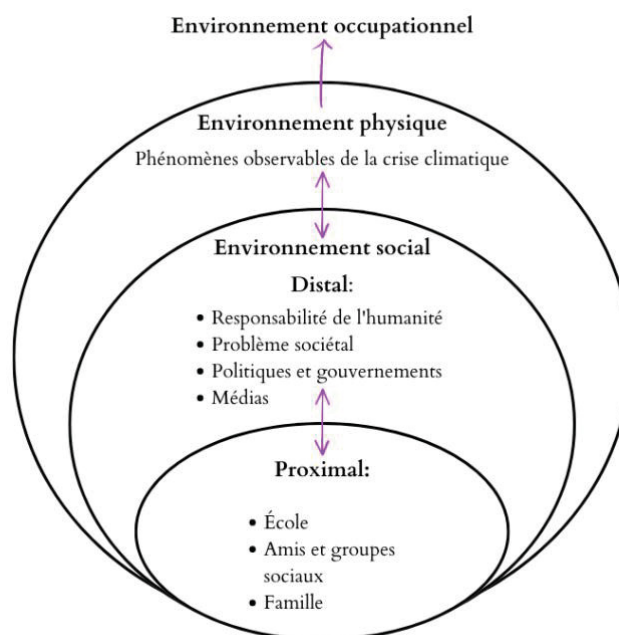 Environnement occupationnel
Environnement physique
Phénomènes observables de la crise climatique
Environnement social
Distal:
• Responsabilité de l'humanité
• Problème sociétal
• Politiques et gouvernements
• Médias
Proximal:
• École
• Amis et groupes
sociaux
• Famille